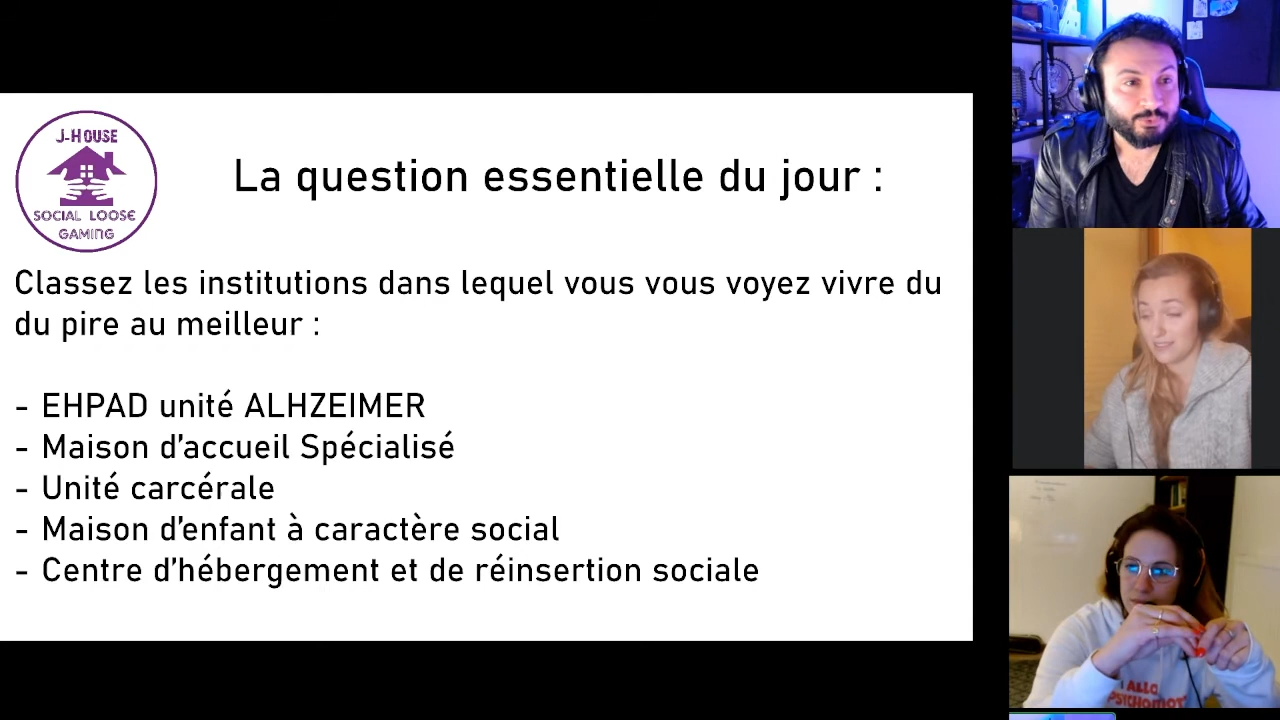 J-HOUSE
SOCIAL LOOSE
GAMING
La question essentielle du jour :
Classez les institutions dans lequel vous vous voyez vivre du
du pire au meilleur :
- EHPAD unité ALHZEIMER
- Maison d'accueil Spécialisé
- Unité carcérale
- Maison d'enfant à caractère social
- Centre d'hébergement et de réinsertion sociale
ALLO
PSYCHOMOT